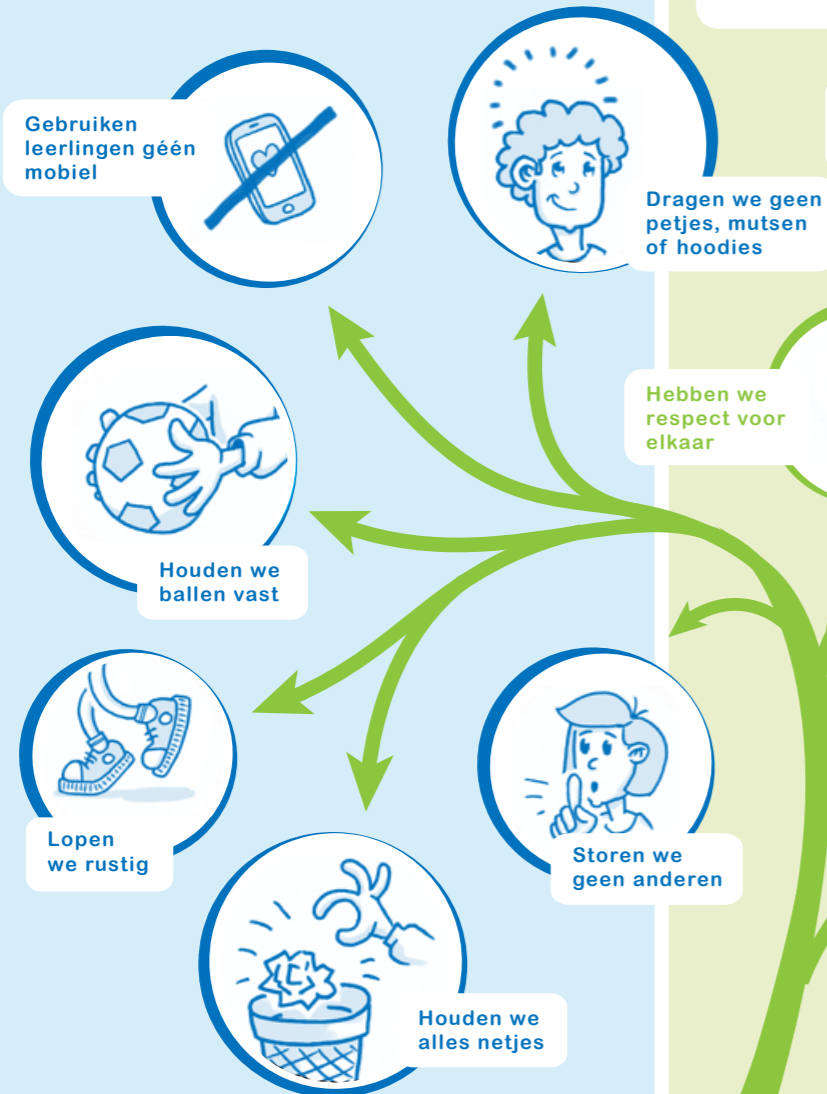 Gebruiken
leerlingen géén
mobiel
Dragen we geen
petjes, mutsen
of hoodies
Hebben we
respect voor
elkaar
Houden we
ballen vast
Lopen
we rustig
Storen we
geen anderen
Houden we
alles netjes